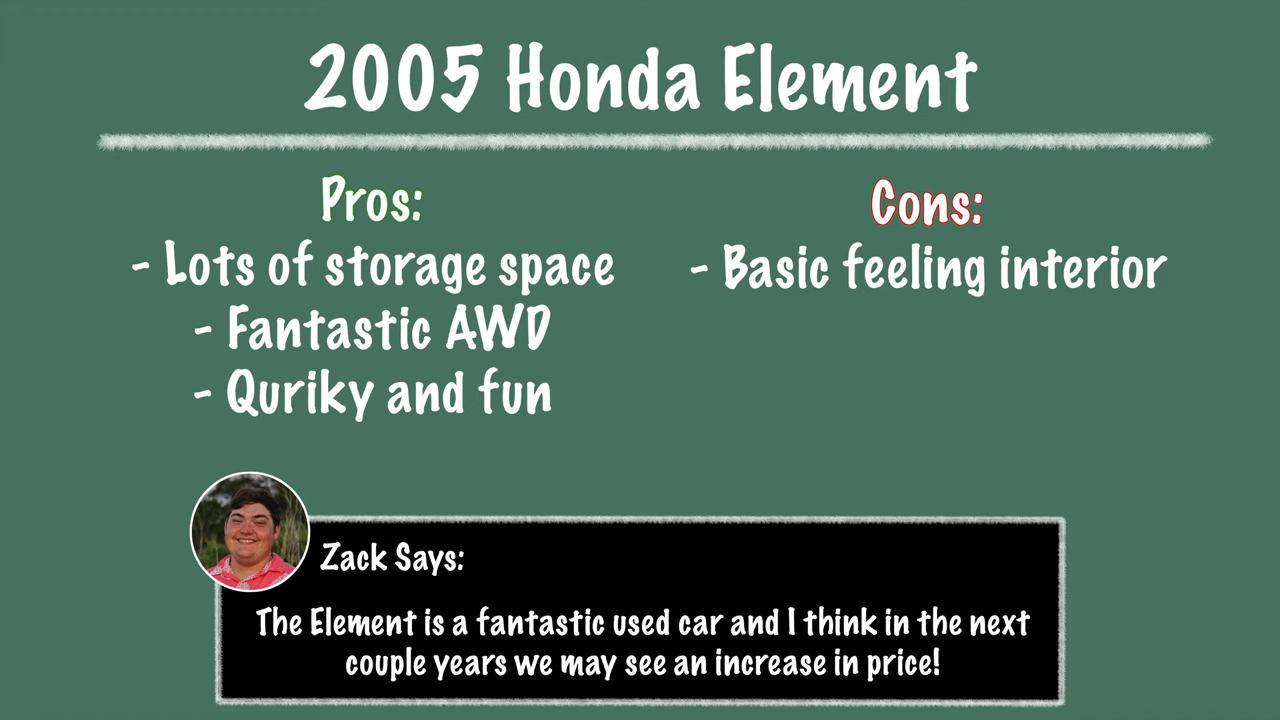 2005 Honda Element
Pros:
- Lots of storage space
- Fantastic AWD
- Quriky and fun
Cons:
- Basic feeling interior
Zack Says:
The Element is a fantastic used car and I think in the next
couple years we may see an increase in price!